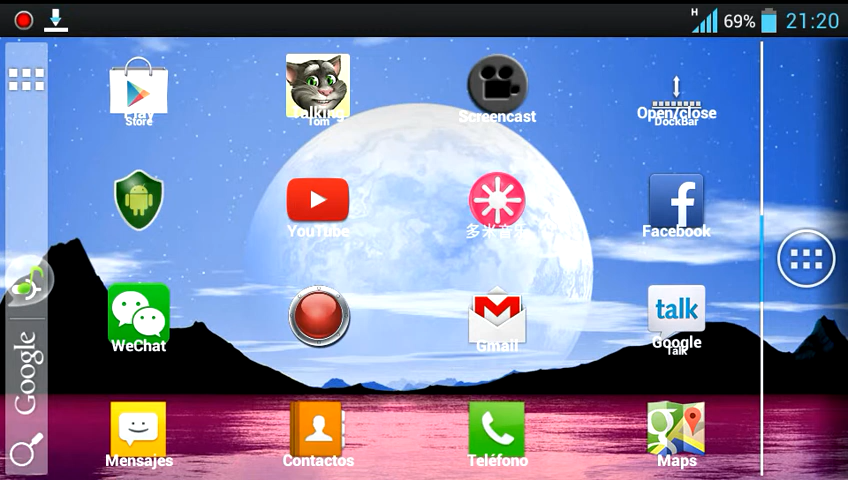 H 69% 21:20
Play
Store
Talking
Tom
Screencast
Open/close
DockBar
YouTube
多米音乐
f
Facebook
WeChat
Gmail
talk
Google
Talk
Google
Mensajes
Contactos
Teléfono
g
Maps